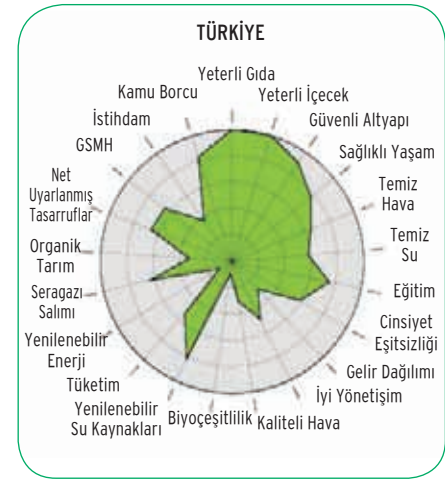 TÜRKİYE
Yeterli Gıda
Yeterli İçecek
Güvenli Altyapı
Sağlıklı Yaşam
Temiz
Hava
Temiz
Su
Eğitim
Cinsiyet
Eşitsizliği
Gelir Dağılımı
İyi Yönetişim
Kaliteli Hava
Biyoçeşitlilik
Yenilenebilir
Su Kaynakları
Tüketim
Yenilenebilir
Enerji
Seragazı
Salımı
Organik
Tarım
Net
Uyarlanmış
Tasarruflar
GSMH
İstihdam
Kamu Borcu